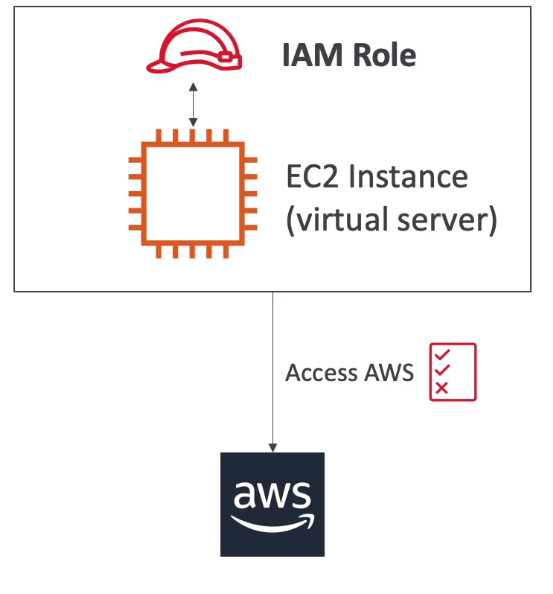 IAM Role
EC2 Instance
(virtual server)
Access AWS
aws